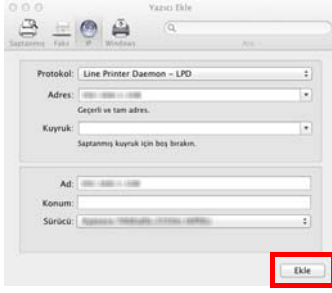 Yazıcı Ekle
Saptanmış Faks IP Windows Ara
Protokol: Line Printer Daemon – LPD
Adres:
Geçerli ve tam adres.
Kuyruk:
Saptanmış kuyruk için boş bırakın.
Ad:
Konum:
Sürücü:
Ekle